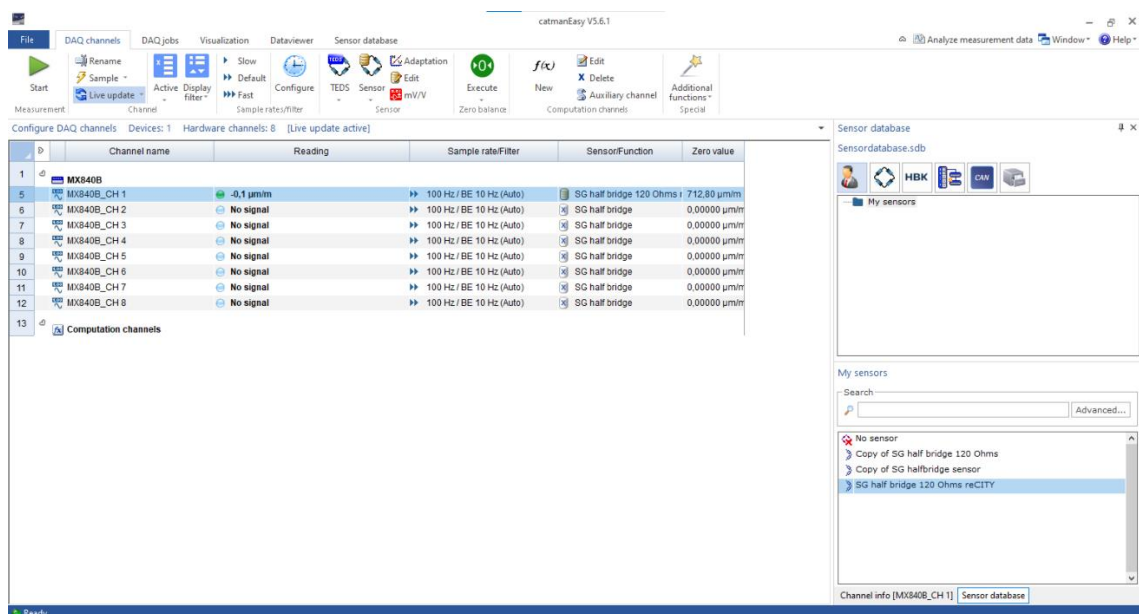 catmanEasy V5.6.1
File DAQ channels DAQ jobs Visualization Dataviewer Sensor database Analyze measurement data Window Help
Start
Measurement
Rename
Sample
Live update
Active Display filter
Channel
Slow
Default
Fast
Configure
Sample rates/filter
TEDS Sensor
Adaptation
Edit
mV/V
Sensor
Execute
Zero balance
f(x)
New
Edit
Delete
Auxiliary channel
Computation channels
Additional functions
Special
Configure DAQ channels Devices: 1 Hardware channels: 8 [Live update active]
Channel name Reading Sample rate/Filter Sensor/Function Zero value
1 MX840B
5 MX840B_CH 1 -0,1 µm/m 100 Hz / BE 10 Hz (Auto) SG half bridge 120 Ohms 712,80 µm/m
6 MX840B_CH 2 No signal 100 Hz / BE 10 Hz (Auto) SG half bridge 0,00000 µm/m
7 MX840B_CH 3 No signal 100 Hz / BE 10 Hz (Auto) SG half bridge 0,00000 µm/m
8 MX840B_CH 4 No signal 100 Hz / BE 10 Hz (Auto) SG half bridge 0,00000 µm/m
9 MX840B_CH 5 No signal 100 Hz / BE 10 Hz (Auto) SG half bridge 0,00000 µm/m
10 MX840B_CH 6 No signal 100 Hz / BE 10 Hz (Auto) SG half bridge 0,00000 µm/m
11 MX840B_CH 7 No signal 100 Hz / BE 10 Hz (Auto) SG half bridge 0,00000 µm/m
12 MX840B_CH 8 No signal 100 Hz / BE 10 Hz (Auto) SG half bridge 0,00000 µm/m
13 Computation channels
Sensor database
Sensordatabase.sdb
HBK CAN
My sensors
My sensors
Search
Advanced...
No sensor
Copy of SG half bridge 120 Ohms
Copy of SG halfbridge sensor
SG half bridge 120 Ohms reCITY
Channel info [MX840B_CH 1] Sensor database
Ready